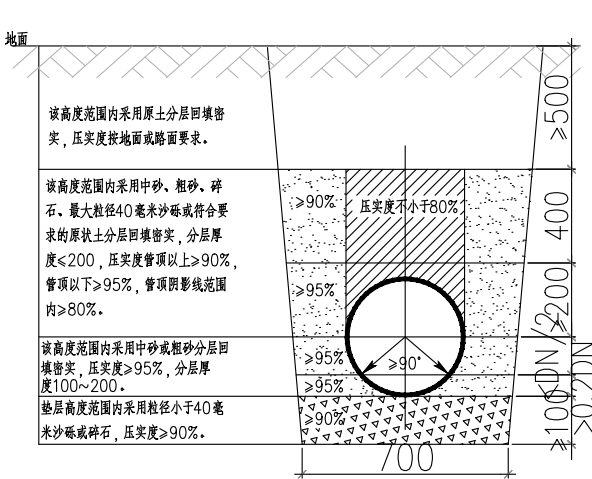 地面
该高度范围内采用原土分层回填密
实，压实度按地面或路面要求。
≥500
该高度范围内采用中砂、粗砂、碎
石、最大粒径40毫米沙砾或符合要
求的原状土分层回填密实，分层厚
度≤200，压实度管顶以上≥90%，
管顶以下≥95%，管顶阴影线范围
内≥80%。
≥90%
压实度不小于80%
400
≥95%
≥200
该高度范围内采用中砂或粗砂分层回
填密实，压实度≥95%，分层厚
度100~200。
≥95%
≥90°
≤DN/2
≥95%
≥0.2DN
垫层高度范围内采用粒径小于40毫
米沙砾或碎石，压实度≥90%。
≥90%
≥100
700